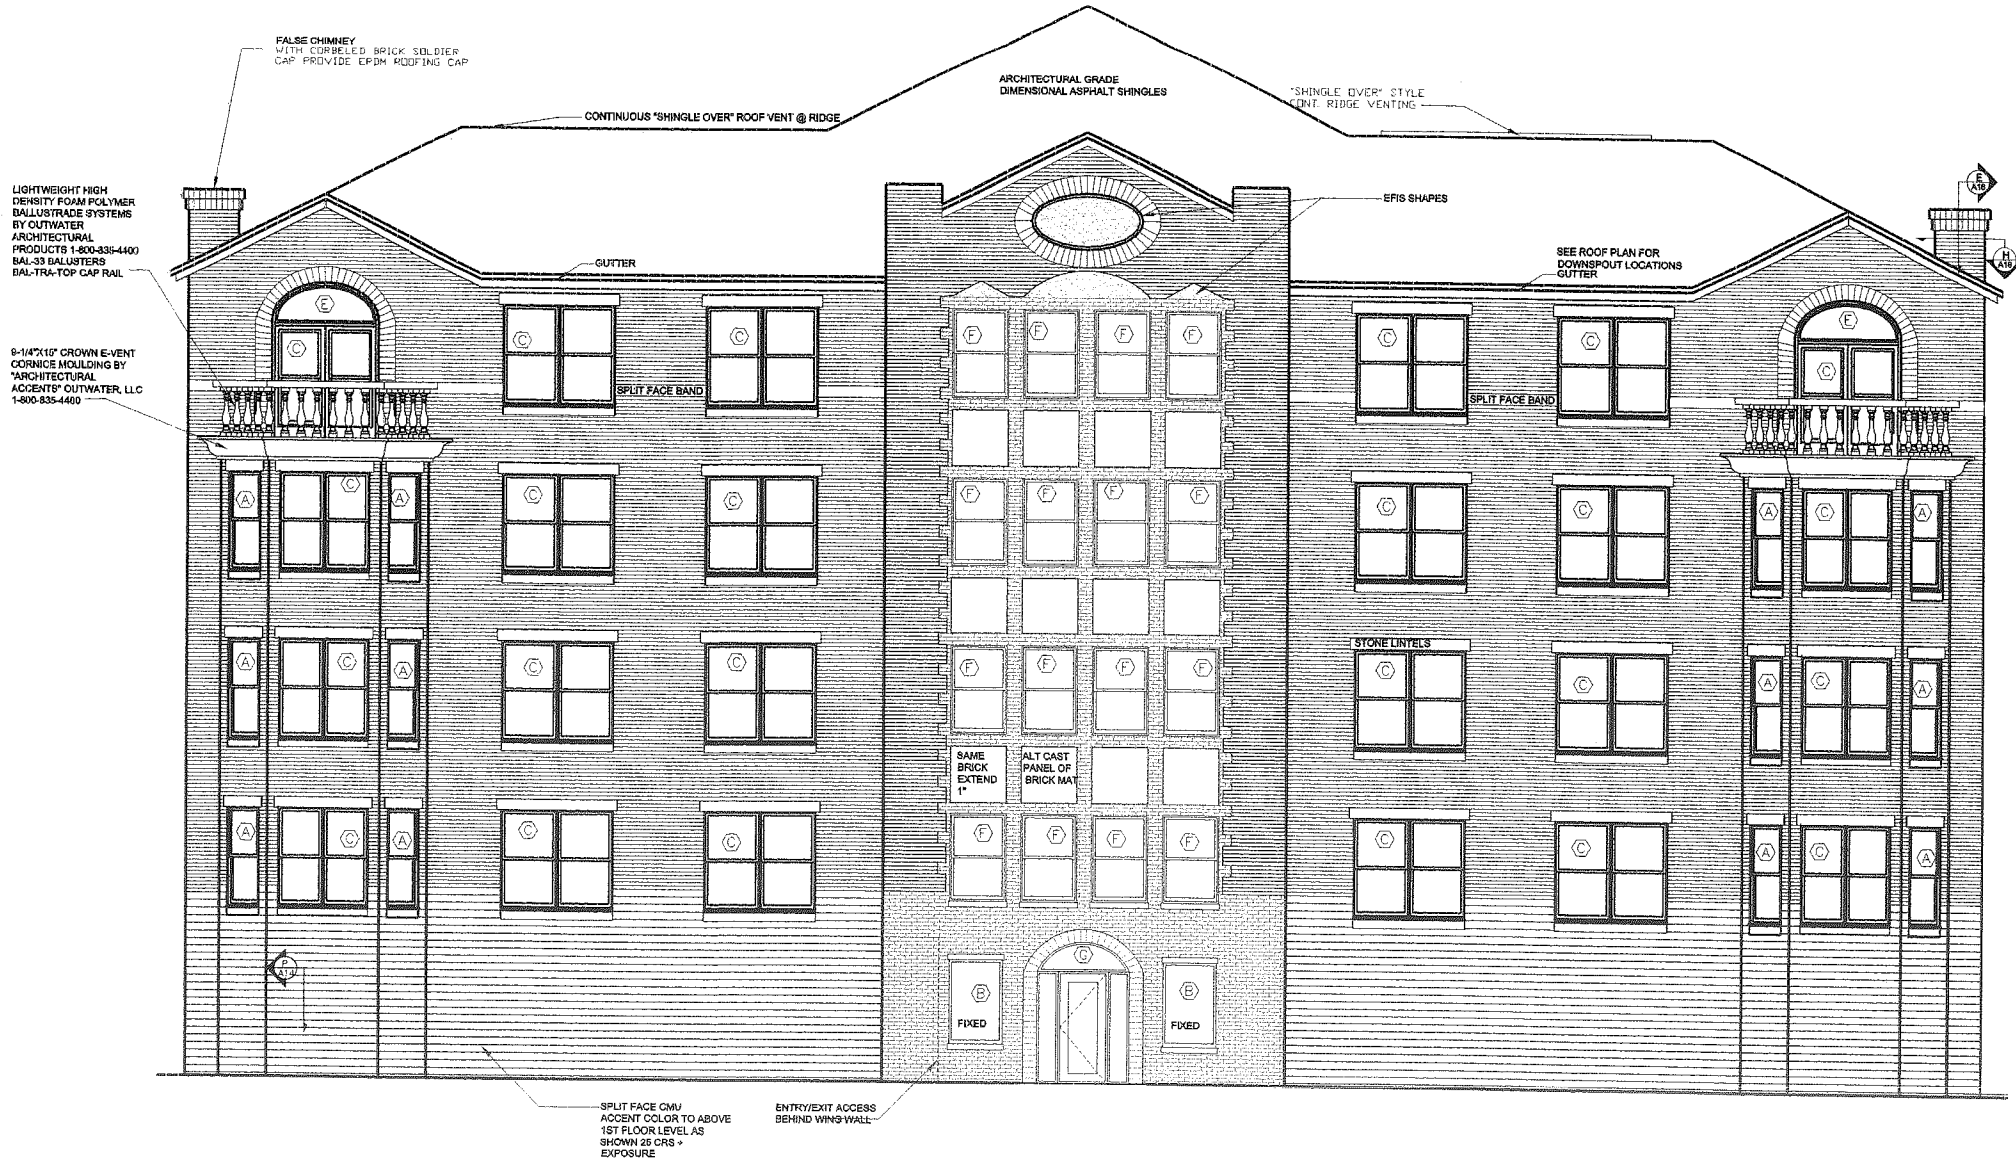 FALSE CHIMNEY
WITH CORBELED BRICK SOLDIER
CAP PROVIDE EPDM ROOFING CAP
ARCHITECTURAL GRADE
DIMENSIONAL ASPHALT SHINGLES
"SHINGLE OVER" STYLE
CONT. RIDGE VENTING
CONTINUOUS "SHINGLE OVER" ROOF VENT @ RIDGE
LIGHTWEIGHT HIGH
DENSITY FOAM POLYMER
BALLUSTRADE SYSTEMS
BY OUTWATER
ARCHITECTURAL
PRODUCTS 1-800-835-4400
BAL-33 BALUSTERS
BAL-TRA-TOP CAP RAIL
E
A16
EFIS SHAPES
GUTTER
SEE ROOF PLAN FOR
DOWNSPOUT LOCATIONS
GUTTER
H
A16
9-1/4"X16" CROWN E-VENT
CORNICE MOULDING BY
"ARCHITECTURAL
ACCENTS" OUTWATER, LLC
1-800-835-4400
E
E
C
C
C
F
F
F
F
C
C
C
SPLIT FACE BAND
SPLIT FACE BAND
A
C
A
C
C
F
F
F
F
C
C
A
C
A
STONE LINTELS
A
C
A
C
C
F
F
F
F
C
C
A
C
A
SAME
BRICK
EXTEND
1"
ALT CAST
PANEL OF
BRICK MAT
A
C
A
C
C
F
F
F
F
C
C
A
C
A
P
A14
G
B
B
FIXED
FIXED
SPLIT FACE CMU
ACCENT COLOR TO ABOVE
1ST FLOOR LEVEL AS
SHOWN 25 CRS +
EXPOSURE
ENTRY/EXIT ACCESS
BEHIND WING WALL